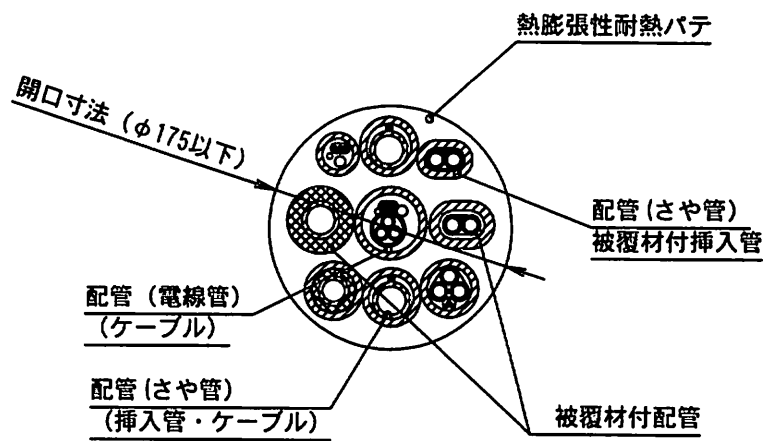 熱膨張性耐熱パテ
開口寸法（φ175以下）
配管(さや管)
被覆材付挿入管
配管（電線管）
（ケーブル）
配管(さや管)
（挿入管・ケーブル）
被覆材付配管